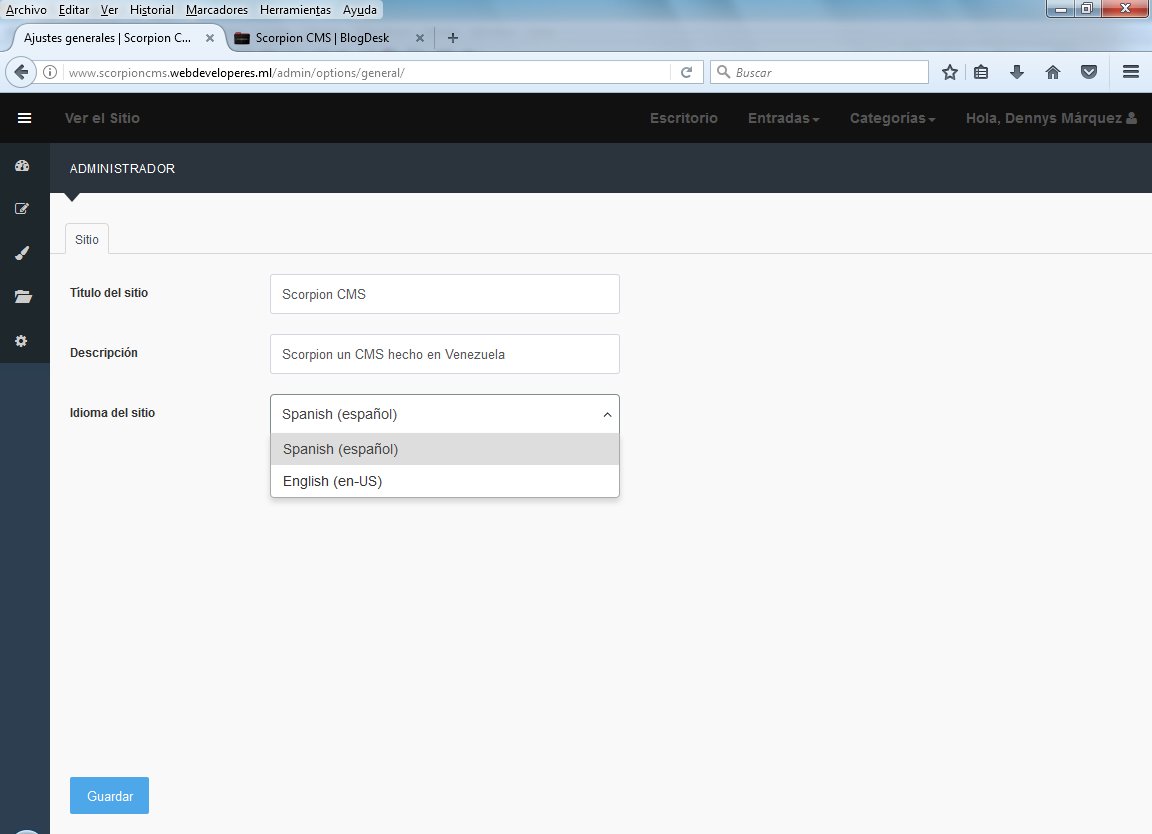 Archivo Editar Ver Historial Marcadores Herramientas Ayuda
Ajustes generales | Scorpion C... Scorpion CMS | BlogDesk
www.scorpioncms.webdeveloperes.ml/admin/options/general/ Buscar
Ver el Sitio Escritorio Entradas Categorías Hola, Dennys Márquez
ADMINISTRADOR
Sitio
Título del sitio Scorpion CMS
Descripción Scorpion un CMS hecho en Venezuela
Idioma del sitio Spanish (español)
Spanish (español)
English (en-US)
Guardar